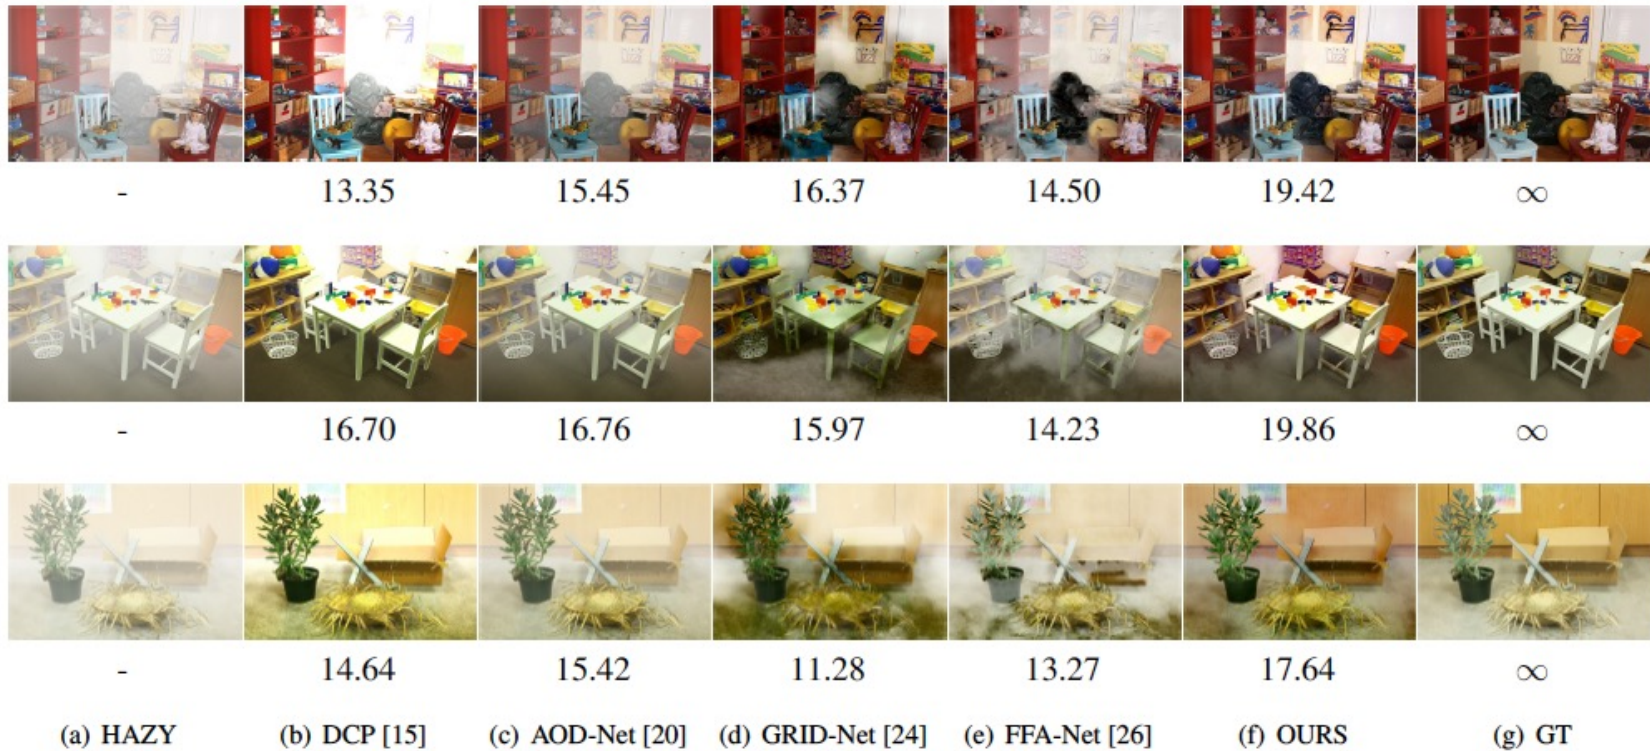 - 13.35 15.45 16.37 14.50 19.42 ∞
- 16.70 16.76 15.97 14.23 19.86 ∞
- 14.64 15.42 11.28 13.27 17.64 ∞
(a) HAZY (b) DCP [15] (c) AOD-Net [20] (d) GRID-Net [24] (e) FFA-Net [26] (f) OURS (g) GT